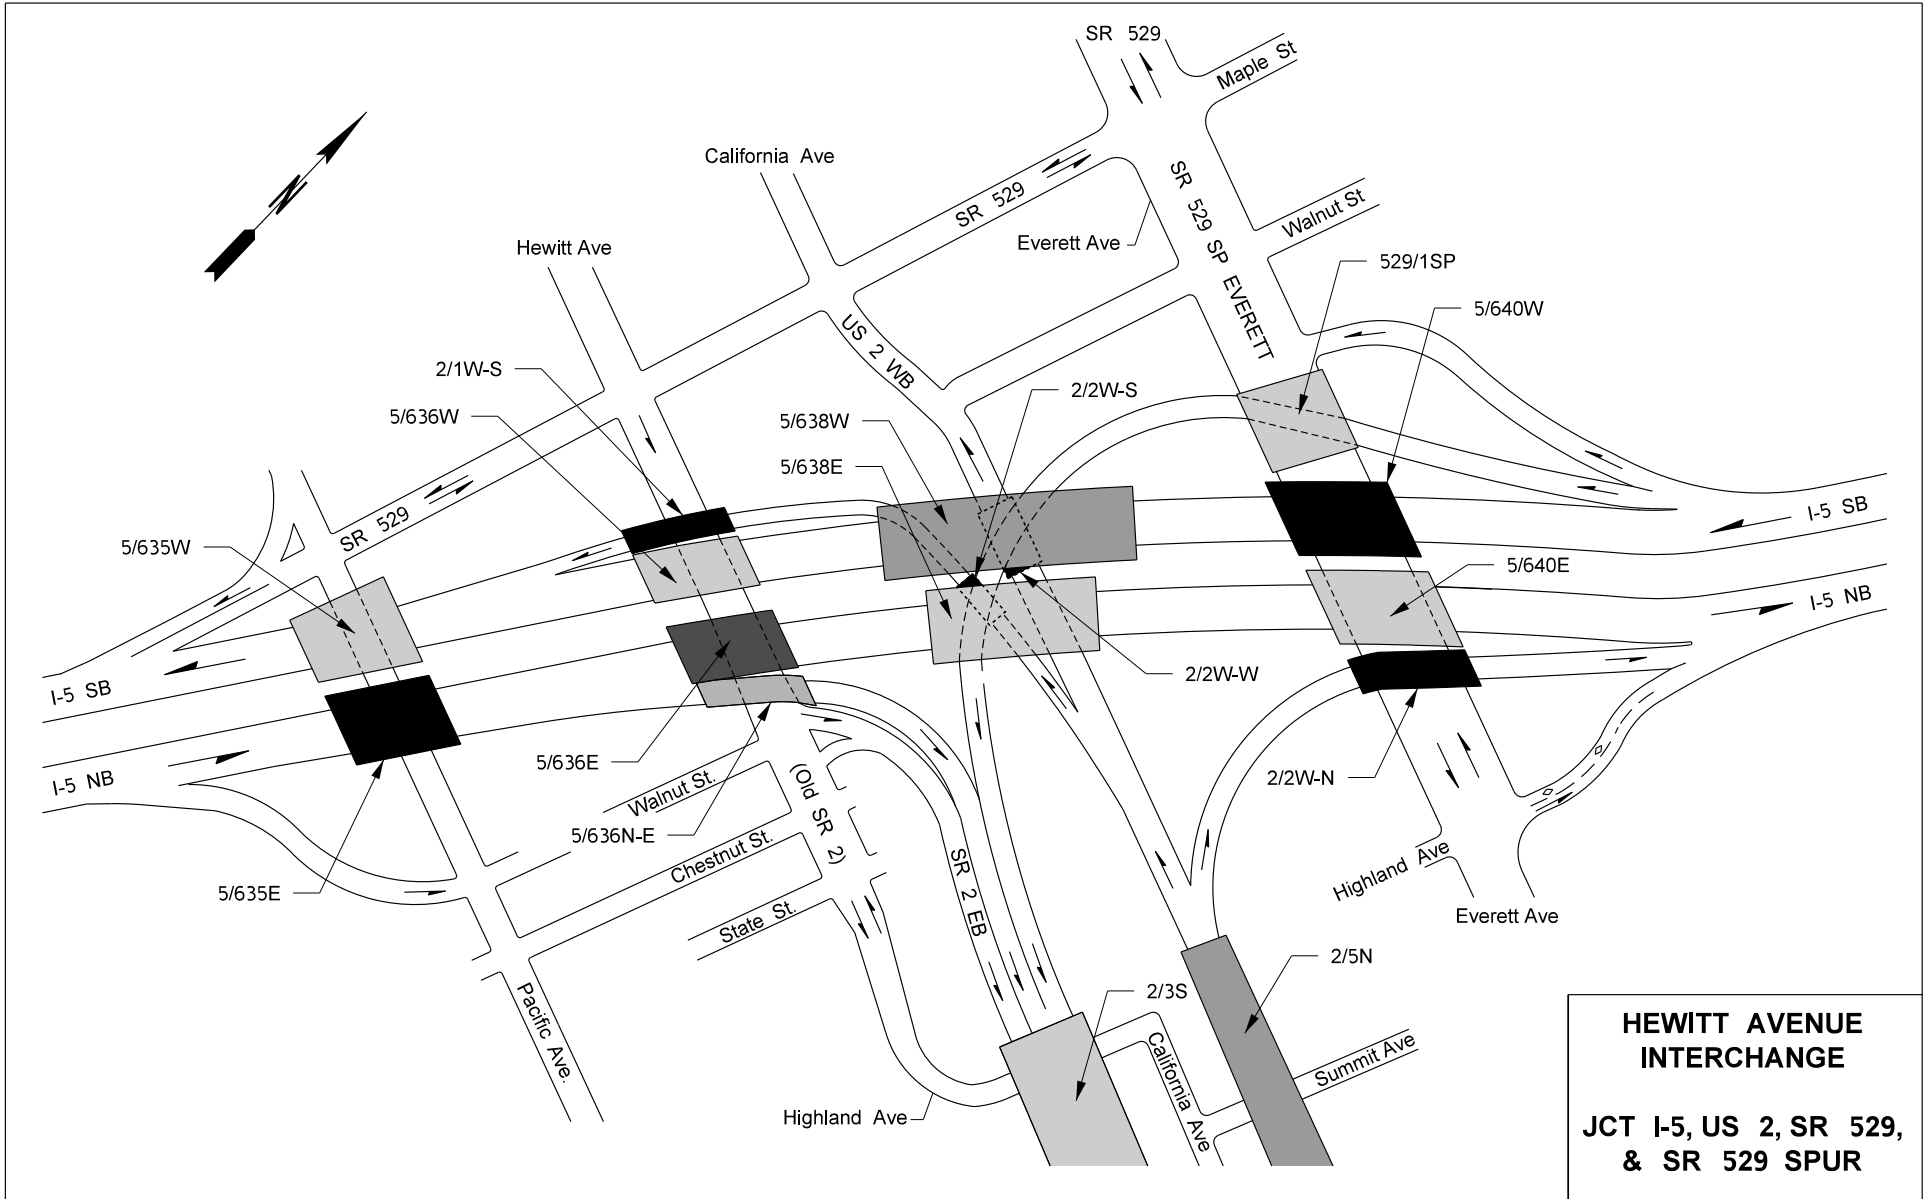 SR 529
Maple St
California Ave
SR 529
SR 529 SP EVERETT
Walnut St
Everett Ave
Hewitt Ave
529/1SP
5/640W
N
US 2 WB
2/1W-S
2/2W-S
5/636W
5/638W
5/638E
I-5 SB
SR 529
5/635W
5/640E
I-5 NB
I-5 SB
2/2W-W
5/636E
2/2W-N
I-5 NB
Walnut St.
(Old SR 2)
5/636N-E
Chestnut St.
SR 2 EB
Highland Ave
5/635E
Everett Ave
State St.
2/5N
2/3S
Pacific Ave.
California Ave
Summit Ave
Highland Ave
HEWITT AVENUE
INTERCHANGE
JCT I-5, US 2, SR 529,
& SR 529 SPUR